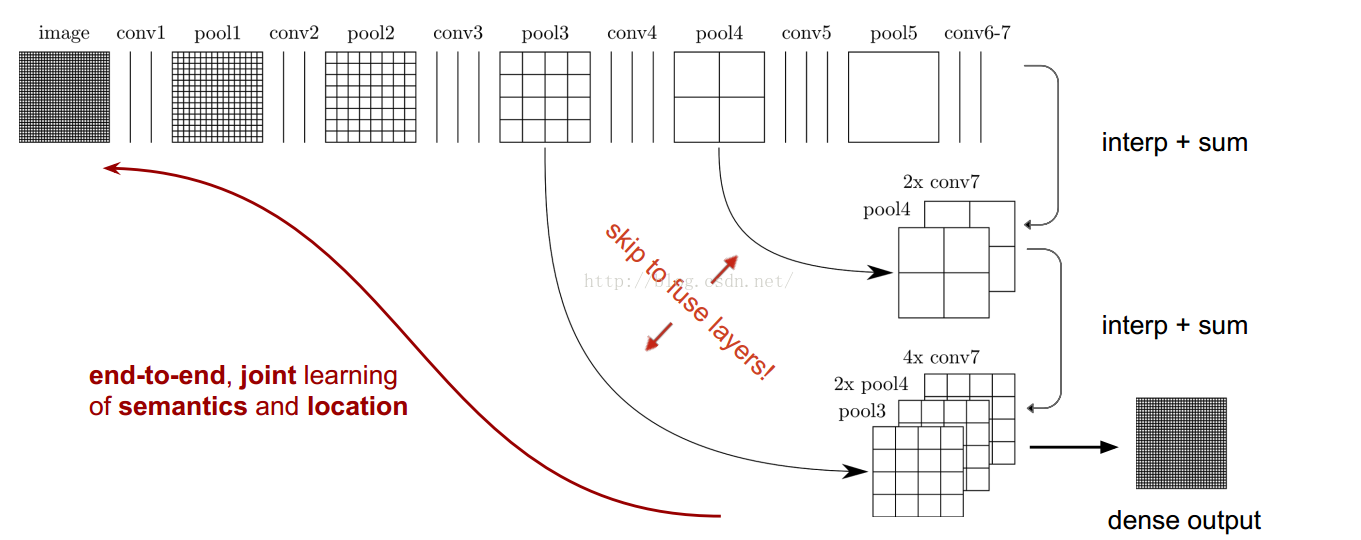 image conv1 pool1 conv2 pool2 conv3 pool3 conv4 pool4 conv5 pool5 conv6-7
interp + sum
2x conv7
pool4
skip to fuse layers!
http://blog.csdn.net/
interp + sum
4x conv7
2x pool4
pool3
end-to-end, joint learning
of semantics and location
dense output